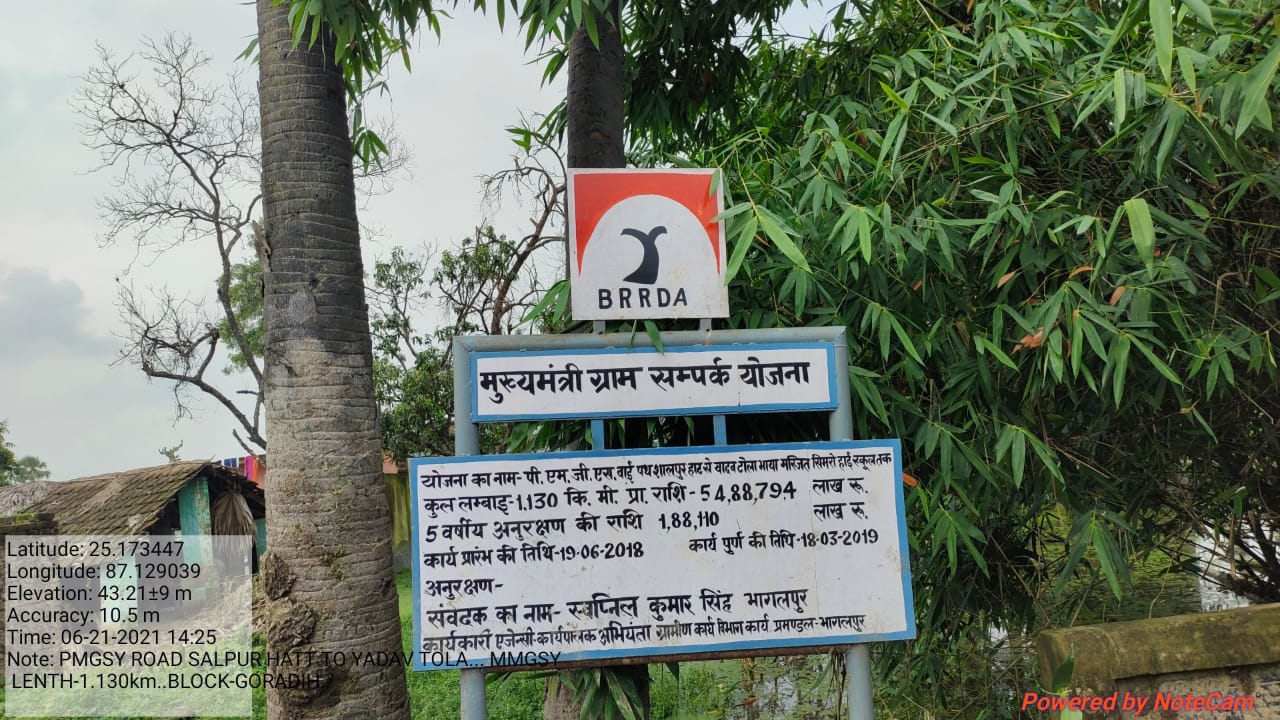 BRRDA
मुख्यमंत्री ग्राम सम्पर्क योजना
योजना का नाम- पी. एम. जी. एस. वाई पथ शालपुर हाट से यादव टोला भाया मस्जित सिमरो हाई स्कूल तक
कुल लम्बाइ-1.130 कि. मी. प्रा. राशि - 54,88,794 लाख रू.
5 वर्षीय अनुरक्षण की राशि 1,88,110 लाख रू.
कार्य प्रारंभ की तिथि-19-06-2018 कार्य पुर्ण की तिथि-18-03-2019
अनुरक्षण-
संवेदक का नाम- स्वप्निल कुमार सिंह भागलपुर
कार्यकारी एजेन्सी-कार्यपालक अभियंता ग्रामीण कार्य विभाग कार्य प्रमण्डल-भागलपुर
Latitude: 25.173447
Longitude: 87.129039
Elevation: 43.21±9 m
Accuracy: 10.5 m
Time: 06-21-2021 14:25
Note: PMGSY ROAD SALPUR HATT TO YADAV TOLA... MMGSY
LENTH-1.130km..BLOCK-GORADIH
Powered by NoteCam